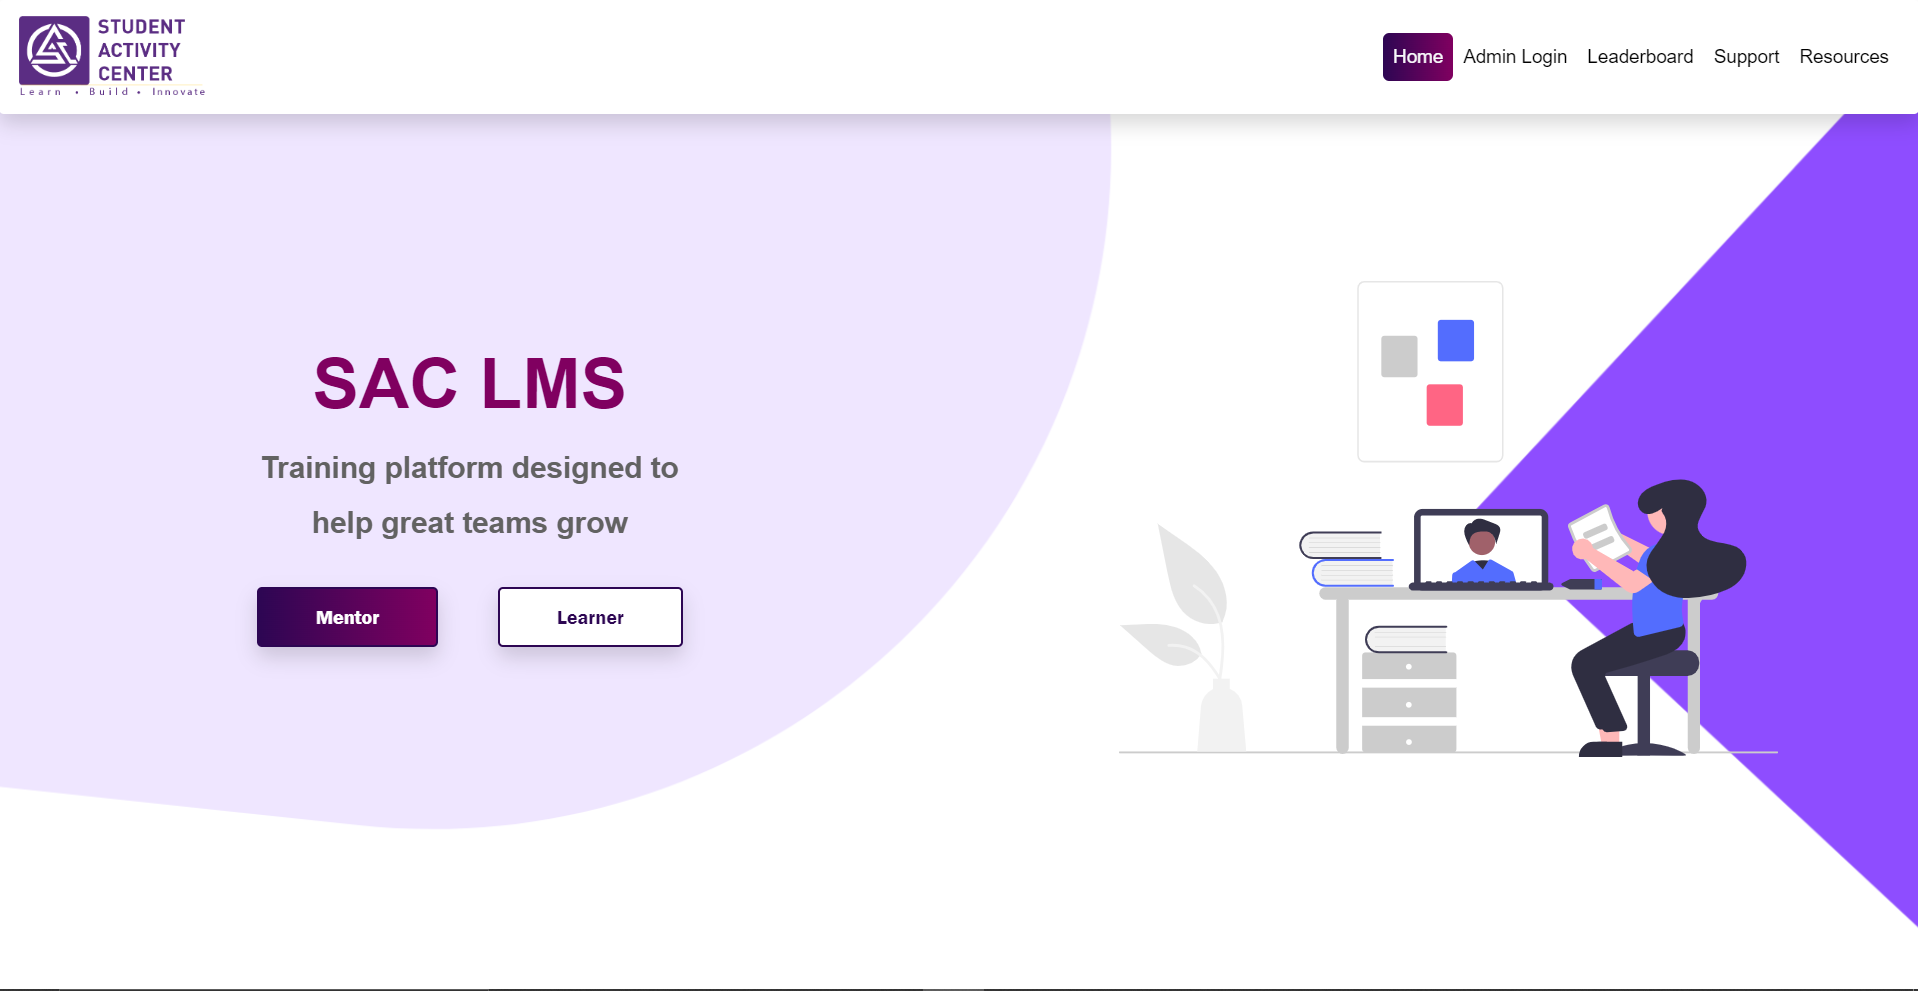 STUDENT
ACTIVITY
CENTER
Learn • Build • Innovate
Home Admin Login Leaderboard Support Resources
SAC LMS
Training platform designed to
help great teams grow
Mentor Learner